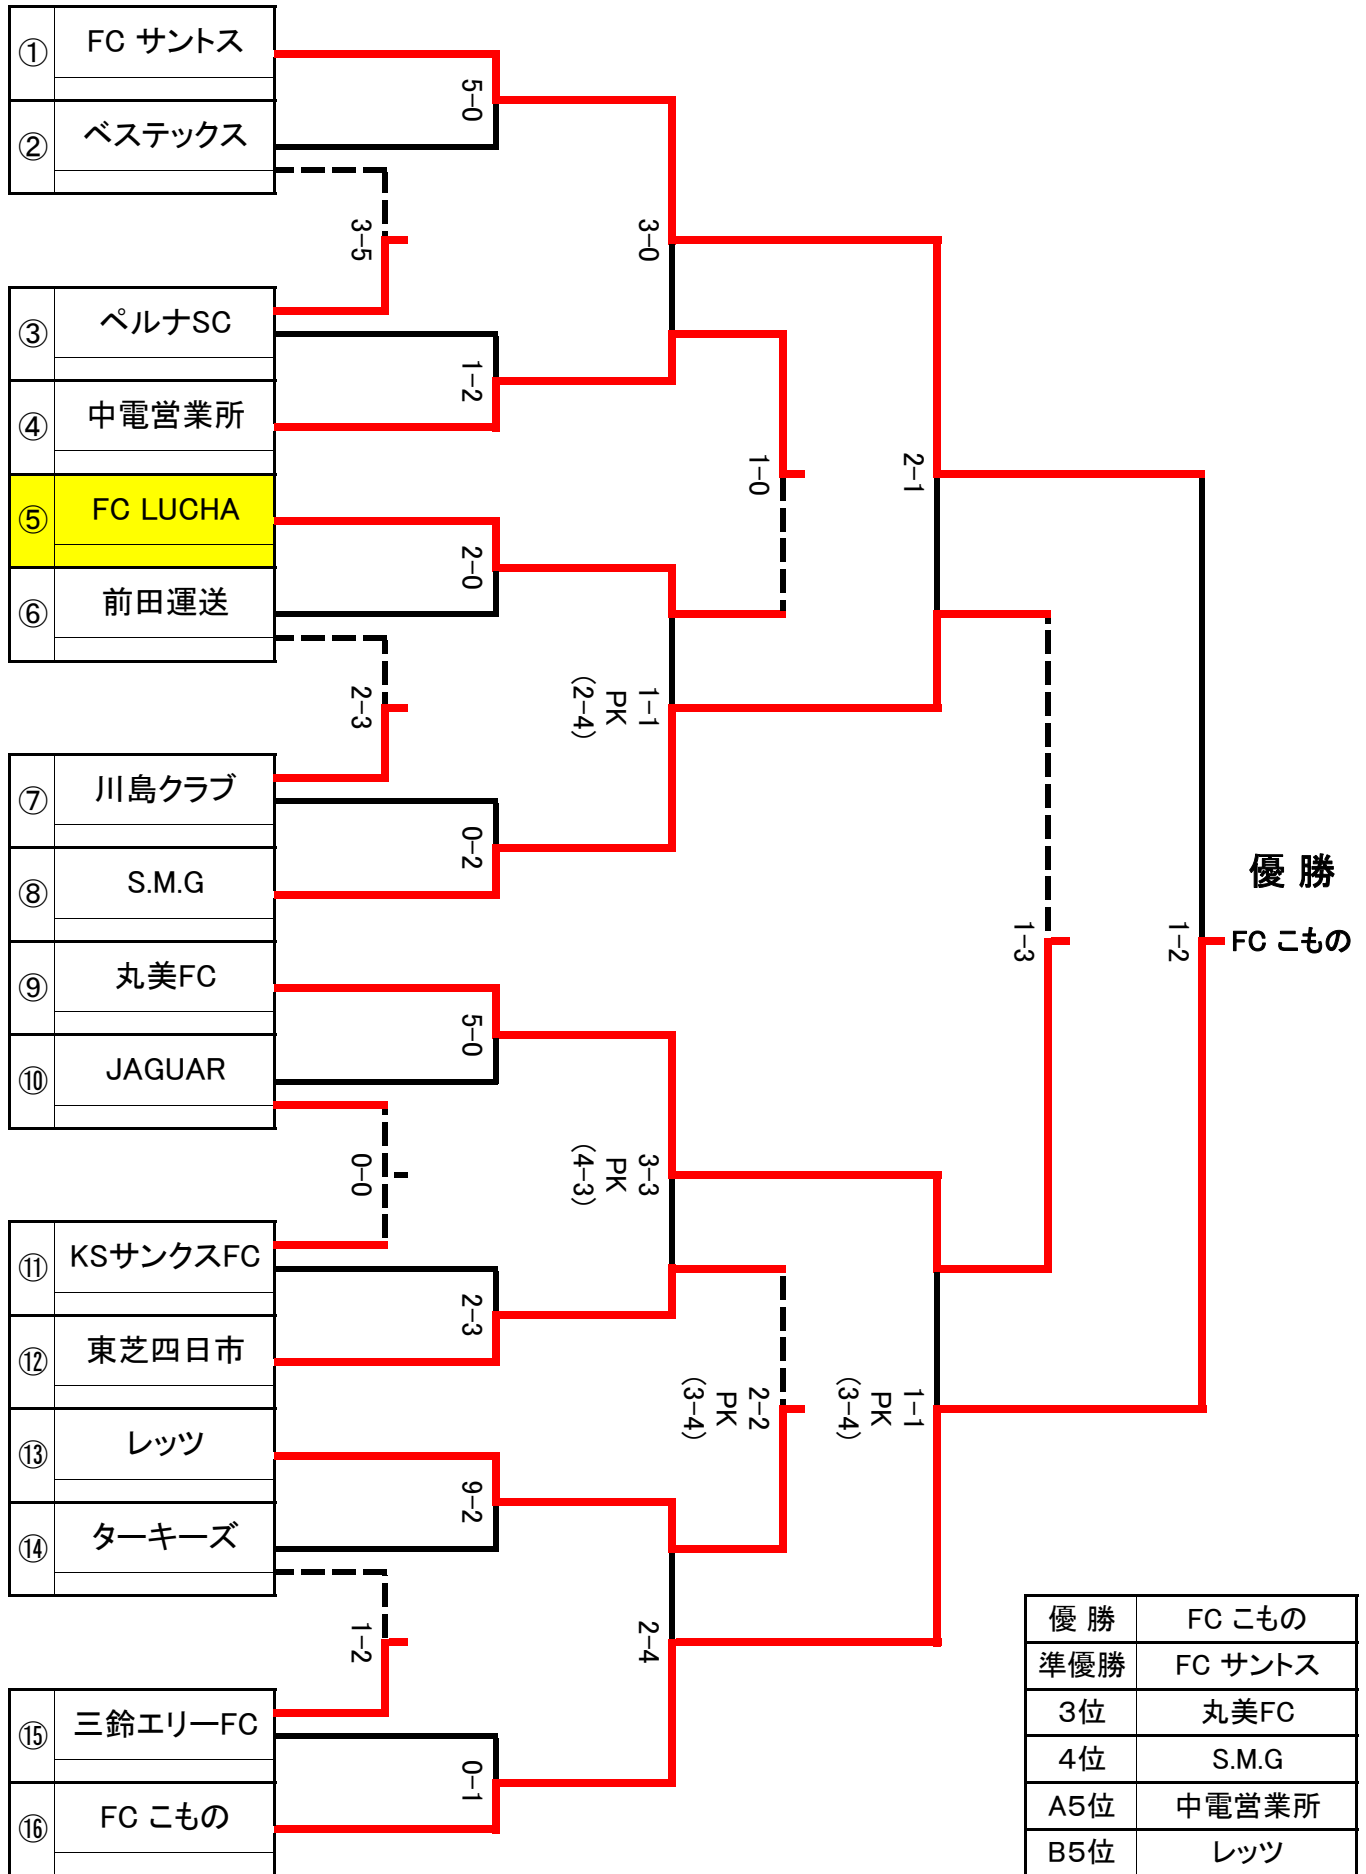 ① FC サントス
5-0
② ベステックス
3-5
3-0
③ ペルナSC
1-2
④ 中電営業所
1-0
2-1
⑤ FC LUCHA
2-0
⑥ 前田運送
2-3
1-1
PK
(2-4)
⑦ 川島クラブ
0-2
⑧ S.M.G
優 勝
1-3
1-2
FC こもの
⑨ 丸美FC
5-0
⑩ JAGUAR
0-0
3-3
PK
(4-3)
⑪ KSサンクスFC
2-3
⑫ 東芝四日市
2-2
PK
(3-4)
1-1
PK
(3-4)
⑬ レッツ
9-2
⑭ ターキーズ
1-2
2-4
⑮ 三鈴エリーFC
0-1
⑯ FC こもの
優 勝 FC こもの
準優勝 FC サントス
3位 丸美FC
4位 S.M.G
A5位 中電営業所
B5位 レッツ